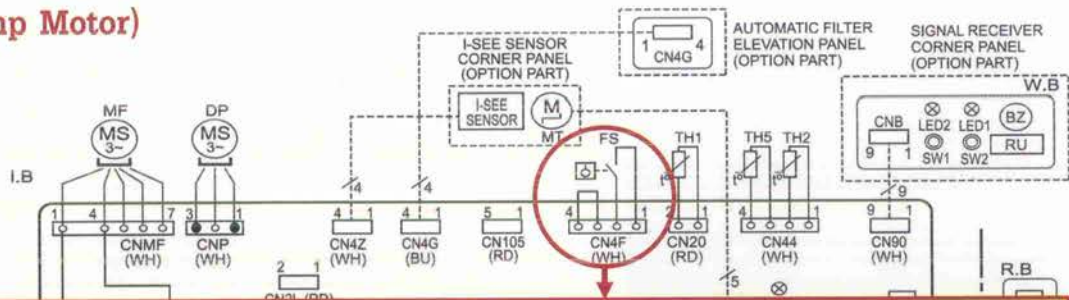 mp Motor)
I-SEE SENSOR
CORNER PANEL
(OPTION PART)
1 4
CN4G
AUTOMATIC FILTER
ELEVATION PANEL
(OPTION PART)
SIGNAL RECEIVER
CORNER PANEL
(OPTION PART)
W.B
I-SEE
SENSOR
M
MT
CNB
9 1
LED2 LED1
SW1 SW2
BZ
RU
MF
MS
3~
DP
MS
3~
FS
TH1
TH5 TH2
t° t° t°
I.B
4 4 9
1 4 7
CNMF
(WH)
3 1
CNP
(WH)
4 1
CN4Z
(WH)
4 1
CN4G
(BU)
5 1
CN105
(RD)
4 1
CN4F
(WH)
2 1
CN20
(RD)
4 1
CN44
(WH)
9 1
CN90
(WH)
2 1
5
R.B